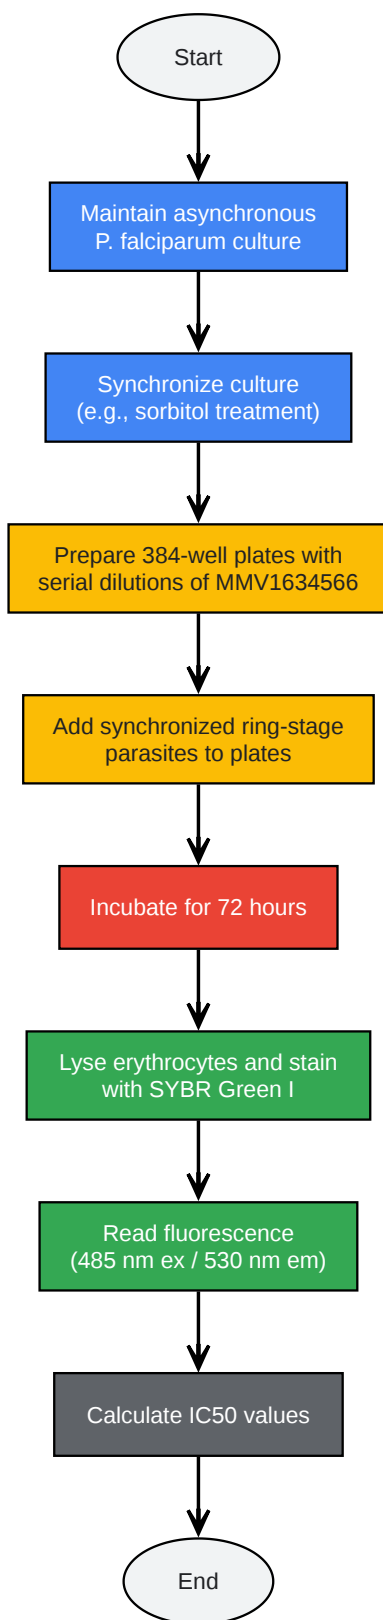 Start
Maintain asynchronous
P. falciparum culture
Synchronize culture
(e.g., sorbitol treatment)
Prepare 384-well plates with
serial dilutions of MMV1634566
Add synchronized ring-stage
parasites to plates
Incubate for 72 hours
Lyse erythrocytes and stain
with SYBR Green I
Read fluorescence
(485 nm ex / 530 nm em)
Calculate IC50 values
End